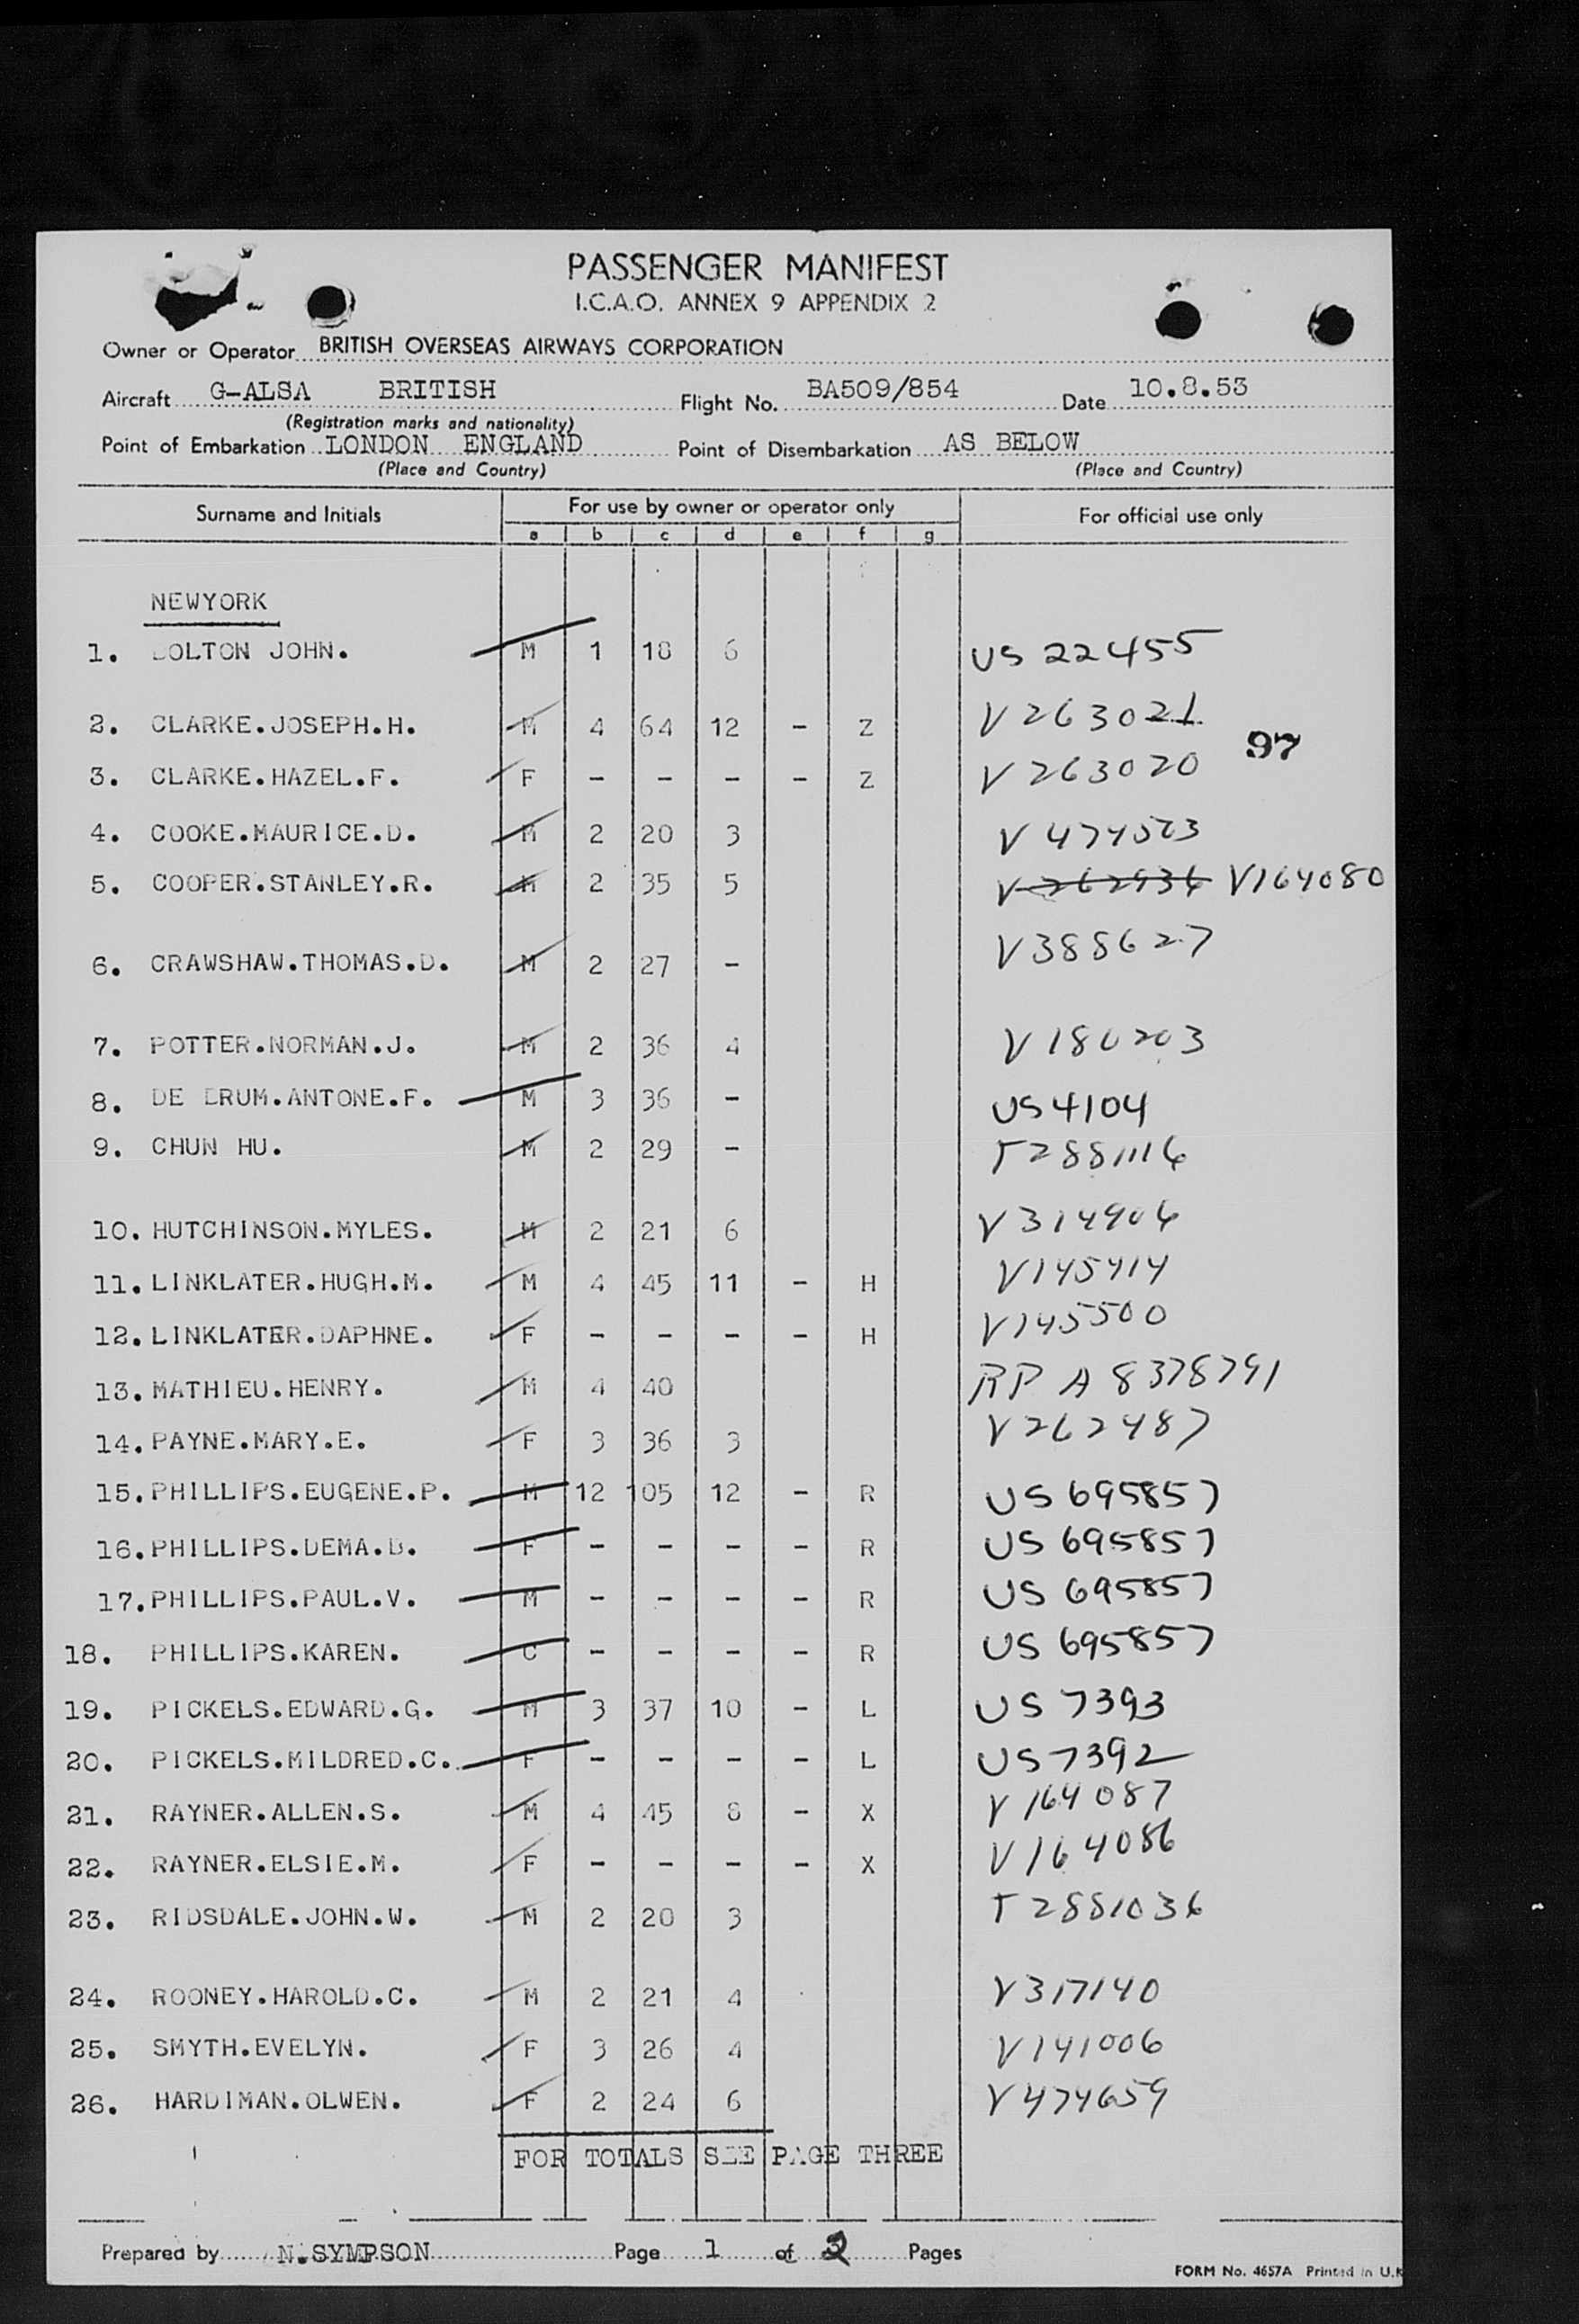 PASSENGER MANIFEST
I.C.A.O. ANNEX 9 APPENDIX 2
Owner or Operator BRITISH OVERSEAS AIRWAYS CORPORATION
Aircraft G-ALSA BRITISH Flight No. BA509/854 Date 10.8.53
(Registration marks and nationality)
Point of Embarkation LONDON ENGLAND Point of Disembarkation AS BELOW
(Place and Country) (Place and Country)
Surname and Initials For use by owner or operator only For official use only
a b c d e f g
NEWYORK
1. BOLTON JOHN. M 1 18 6 US 22455
2. CLARKE.JOSEPH.H. M 4 64 12 - Z V 263021
97
3. CLARKE.HAZEL.F. F - - - - Z V 263020
4. COOKE.MAURICE.D. M 2 20 3
5. COOPER.STANLEY.R. M 2 35 5 V 262936 V164080
6. CRAWSHAW.THOMAS.D. M 2 27 - V388627
7. POTTER.NORMAN.J. M 2 36 4 V 180203
8. DE BRUM.ANTONE.F. M 3 36 - US 4104
9. CHUN HU. M 2 29 - T2881116
10. HUTCHINSON.MYLES. M 2 21 6 V 314906
11. LINKLATER.HUGH.M. M 4 45 11 - H V145414
12. LINKLATER.DAPHNE. F - - - - H V145500
13. MATHIEU.HENRY. M 4 40 RP A 8378791
14. PAYNE.MARY.E. F 3 36 3 V 262487
15. PHILLIPS.EUGENE.P. M 12 105 12 - R US 695857
16. PHILLIPS.DEMA.B. F - - - - R US 695857
17. PHILLIPS.PAUL.V. M - - - - R US 695857
18. PHILLIPS.KAREN. C - - - - R US 695857
19. PICKELS.EDWARD.G. M 3 37 10 - L US 7393
20. PICKELS.MILDRED.C. F - - - - L US 7392
21. RAYNER.ALLEN.S. M 4 45 8 - X V 164087
22. RAYNER.ELSIE.M. F - - - - X V 164086
23. RIDSDALE.JOHN.W. M 2 20 3 T 2881036
24. ROONEY.HAROLD.C. M 2 21 4 V317140
25. SMYTH.EVELYN. F 3 26 4 V141006
26. HARDIMAN.OLWEN. F 2 24 6 V474659
FOR TOTALS SEE PAGE THREE
Prepared by N.SYMPSON Page 1 of Pages
FORM No. 4657A Printed in U.K